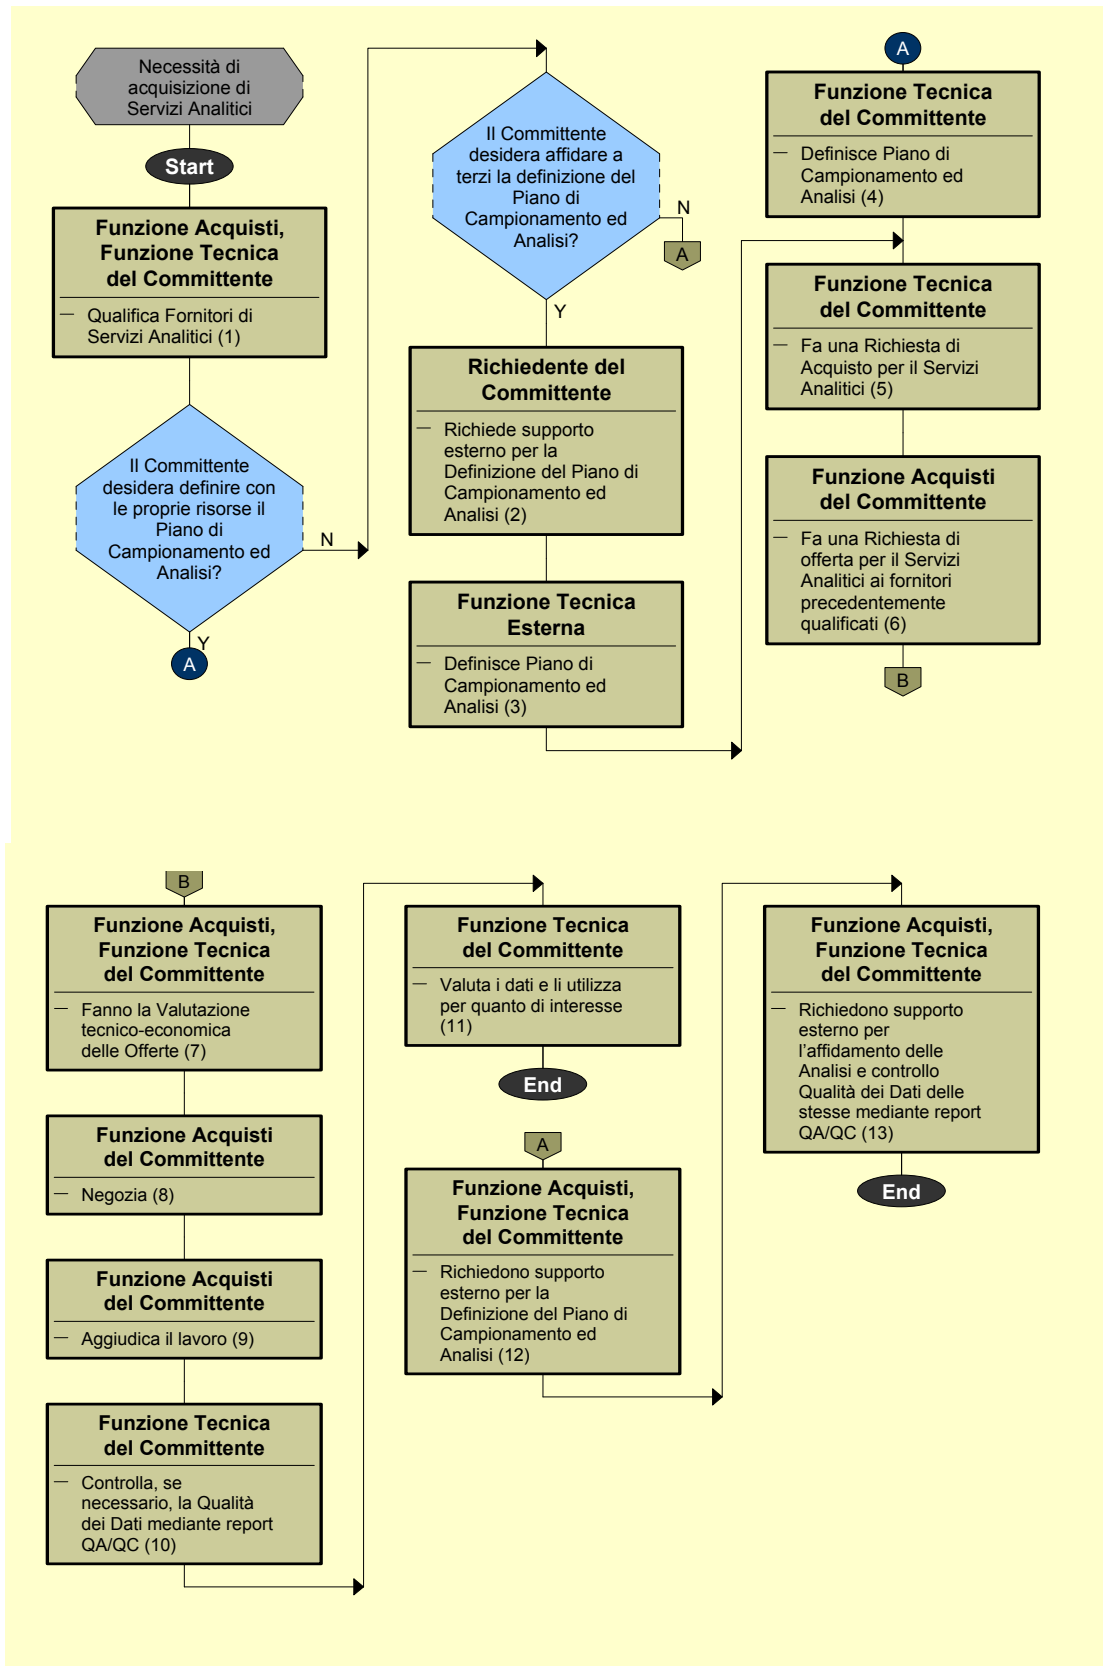 Necessità di
acquisizione di
Servizi Analitici
Start
Funzione Acquisti,
Funzione Tecnica
del Committente
— Qualifica Fornitori di
Servizi Analitici (1)
Il Committente
desidera definire con
le proprie risorse il
Piano di
Campionamento ed
Analisi?
N
Y
A
Il Committente
desidera affidare a
terzi la definizione del
Piano di
Campionamento ed
Analisi?
N
A
Y
Richiedente del
Committente
— Richiede supporto
esterno per la
Definizione del Piano di
Campionamento ed
Analisi (2)
Funzione Tecnica
Esterna
— Definisce Piano di
Campionamento ed
Analisi (3)
A
Funzione Tecnica
del Committente
— Definisce Piano di
Campionamento ed
Analisi (4)
Funzione Tecnica
del Committente
— Fa una Richiesta di
Acquisto per il Servizi
Analitici (5)
Funzione Acquisti
del Committente
— Fa una Richiesta di
offerta per il Servizi
Analitici ai fornitori
precedentemente
qualificati (6)
B
B
Funzione Acquisti,
Funzione Tecnica
del Committente
— Fanno la Valutazione
tecnico-economica
delle Offerte (7)
Funzione Acquisti
del Committente
— Negozia (8)
Funzione Acquisti
del Committente
— Aggiudica il lavoro (9)
Funzione Tecnica
del Committente
— Controlla, se
necessario, la Qualità
dei Dati mediante report
QA/QC (10)
Funzione Tecnica
del Committente
— Valuta i dati e li utilizza
per quanto di interesse
(11)
End
A
Funzione Acquisti,
Funzione Tecnica
del Committente
— Richiedono supporto
esterno per la
Definizione del Piano di
Campionamento ed
Analisi (12)
Funzione Acquisti,
Funzione Tecnica
del Committente
— Richiedono supporto
esterno per
l'affidamento delle
Analisi e controllo
Qualità dei Dati delle
stesse mediante report
QA/QC (13)
End